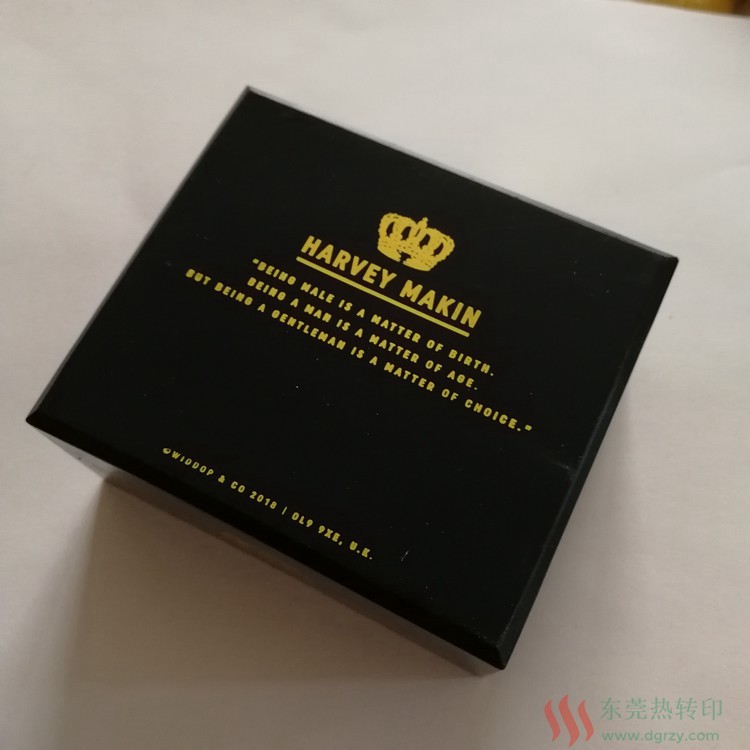 HARVEY MAKIN
"BEING MALE IS A MATTER OF BIRTH.
BEING A MAN IS A MATTER OF AGE.
BUT BEING A GENTLEMAN IS A MATTER OF CHOICE."
©WIDDOP & CO 2018 | OL9 9XE, U.K.
东莞热转印
www.dgrzy.com